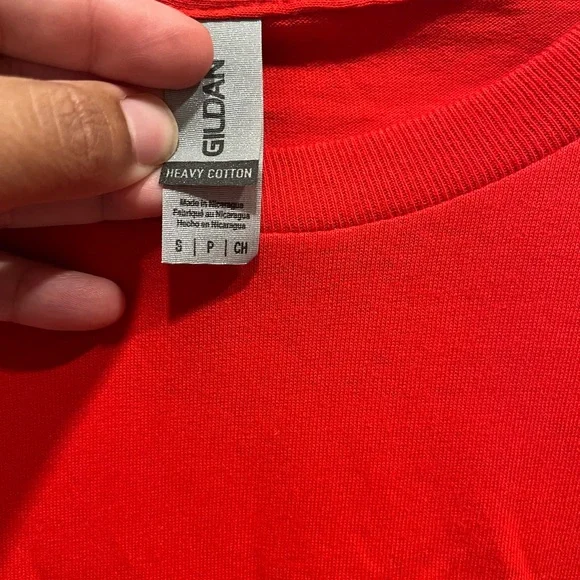 GILDAN
HEAVY COTTON
Made in Nicaragua
Fabriqué au Nicaragua
Hecho en Nicaragua
S | P | CH